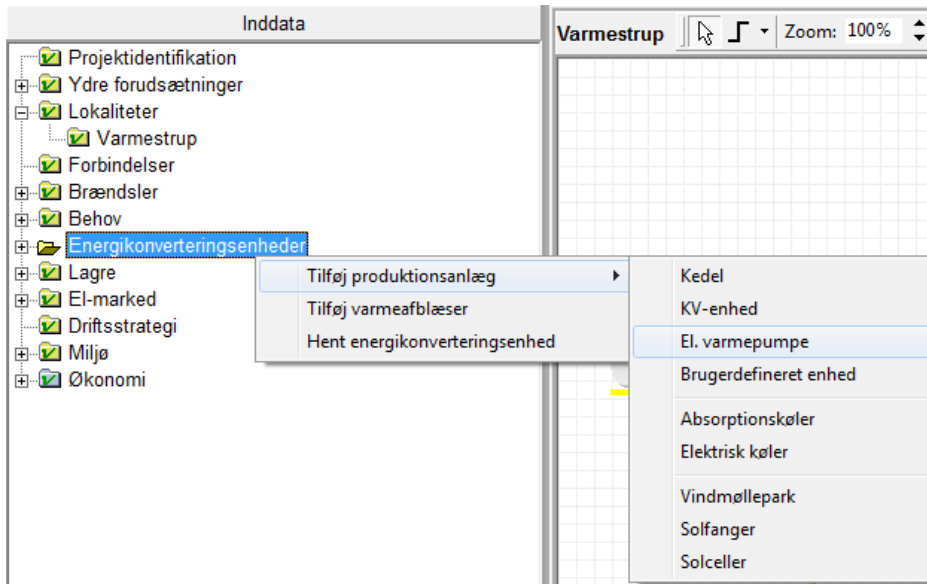 Inddata
Projektidentifikation
Ydre forudsætninger
Lokaliteter
Varmestrup
Forbindelser
Brændsler
Behov
Energikonverteringsenheder
Lagre
El-marked
Driftsstrategi
Miljø
Økonomi
Tilføj produktionsanlæg
Tilføj varmeafblæser
Hent energikonverteringsenhed
Varmestrup Zoom: 100%
Kedel
KV-enhed
El. varmepumpe
Brugerdefineret enhed
Absorptionskøler
Elektrisk køler
Vindmøllepark
Solfanger
Solceller